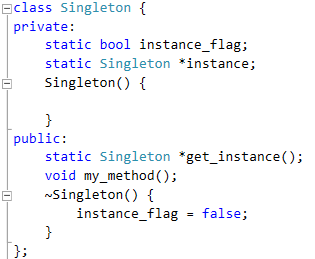 class Singleton {
private:
    static bool instance_flag;
    static Singleton *instance;
    Singleton() {

    }
public:
    static Singleton *get_instance();
    void my_method();
    ~Singleton() {
        instance_flag = false;
    }
};